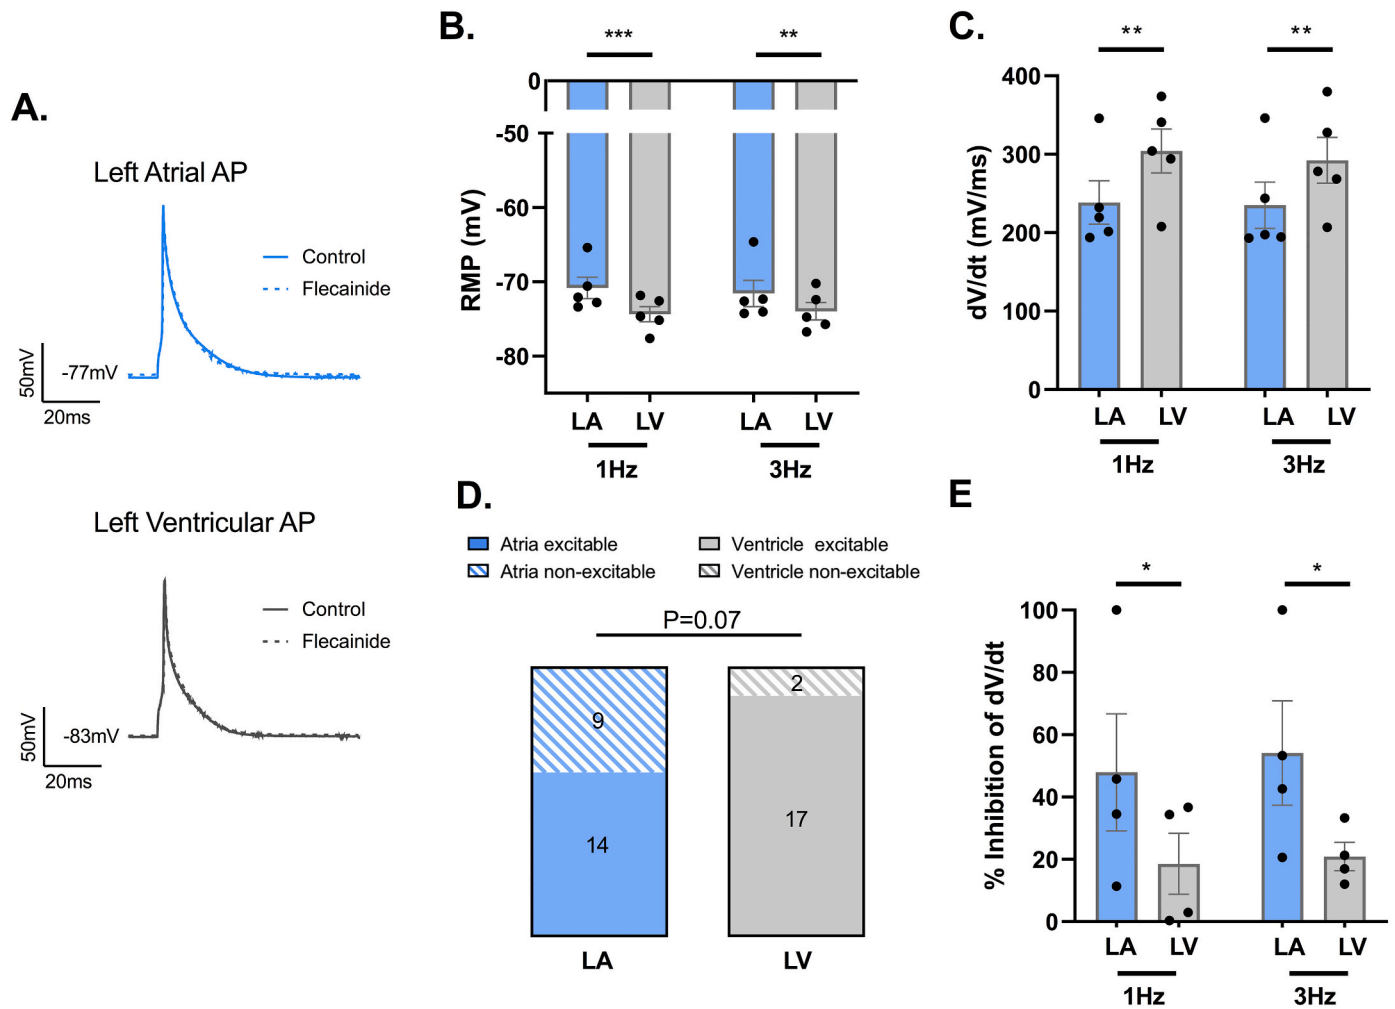 A.
Left Atrial AP
Control
Flecainide
-77mV
50mV
20ms
Left Ventricular AP
Control
Flecainide
-83mV
50mV
20ms
B.
*** **
0
-50
-60
-70
-80
RMP (mV)
LA LV LA LV
1Hz 3Hz
C.
** **
400
300
200
100
0
dV/dt (mV/ms)
LA LV LA LV
1Hz 3Hz
D.
Atria excitable Ventricle excitable
Atria non-excitable Ventricle non-excitable
P=0.07
9 2
14 17
LA LV
E
* *
100
80
60
40
20
0
% Inhibition of dV/dt
LA LV LA LV
1Hz 3Hz